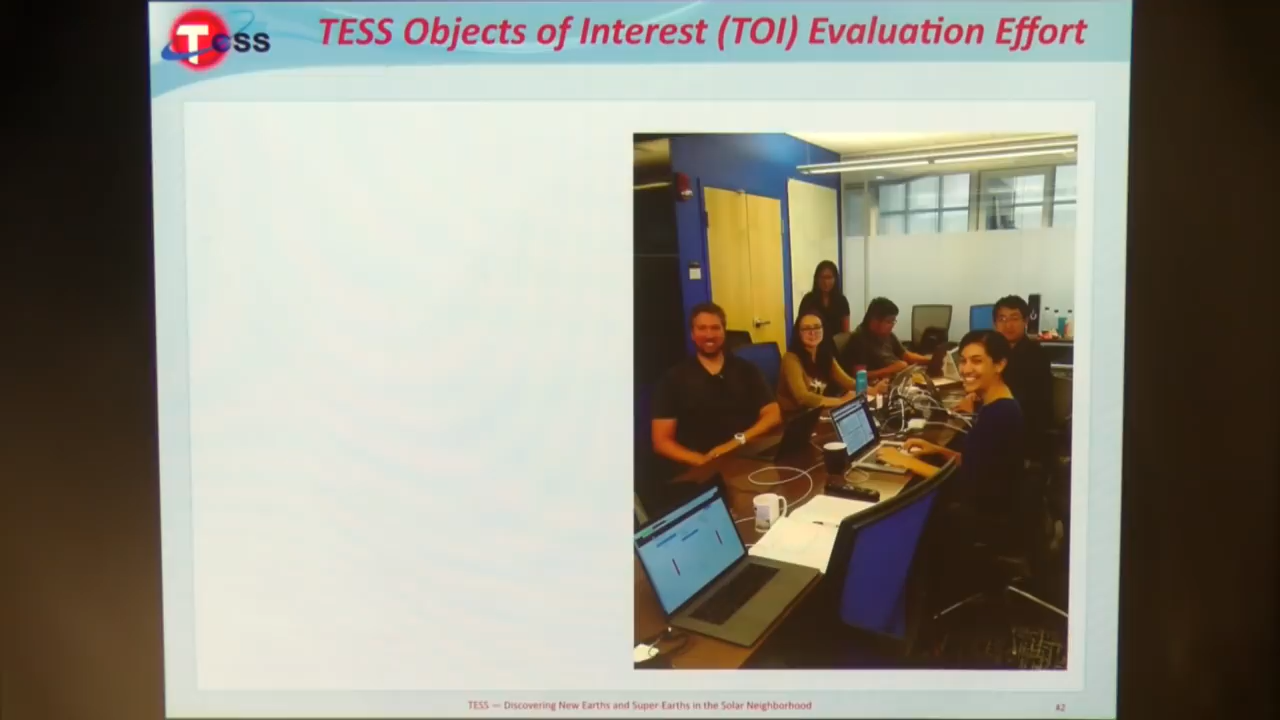 TESS
TESS Objects of Interest (TOI) Evaluation Effort
TESS — Discovering New Earths and Super-Earths in the Solar Neighborhood
82